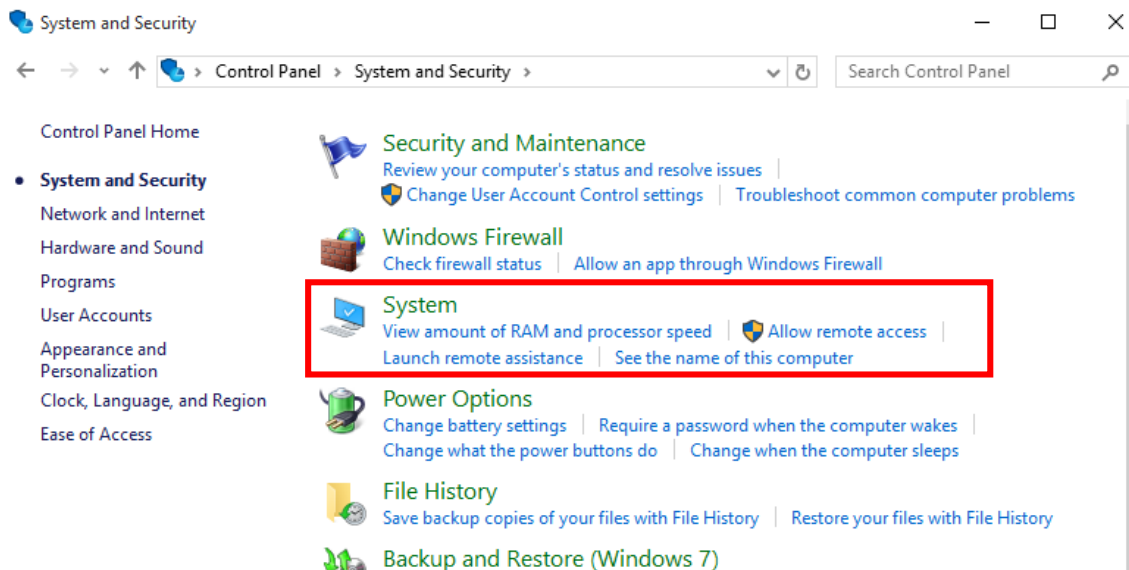 System and Security
Control Panel > System and Security >
Search Control Panel
Control Panel Home
System and Security
Network and Internet
Hardware and Sound
Programs
User Accounts
Appearance and
Personalization
Clock, Language, and Region
Ease of Access
Security and Maintenance
Review your computer's status and resolve issues
Change User Account Control settings
Troubleshoot common computer problems
Windows Firewall
Check firewall status
Allow an app through Windows Firewall
System
View amount of RAM and processor speed
Allow remote access
Launch remote assistance
See the name of this computer
Power Options
Change battery settings
Require a password when the computer wakes
Change what the power buttons do
Change when the computer sleeps
File History
Save backup copies of your files with File History
Restore your files with File History
Backup and Restore (Windows 7)